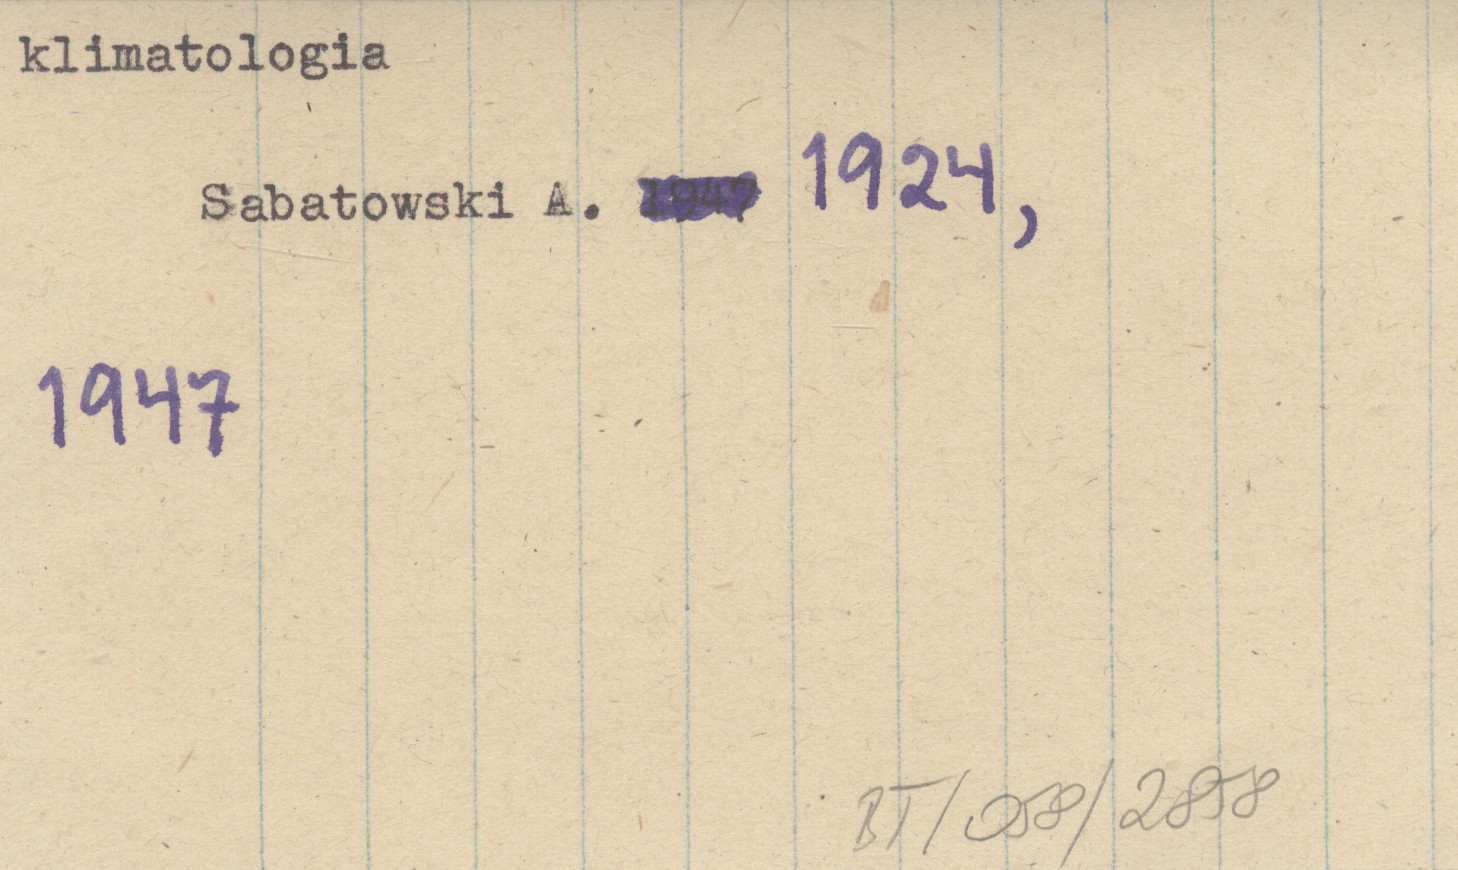 klimatologia
Sabatowski A. 1947 1924,
1947
BT/058/2858